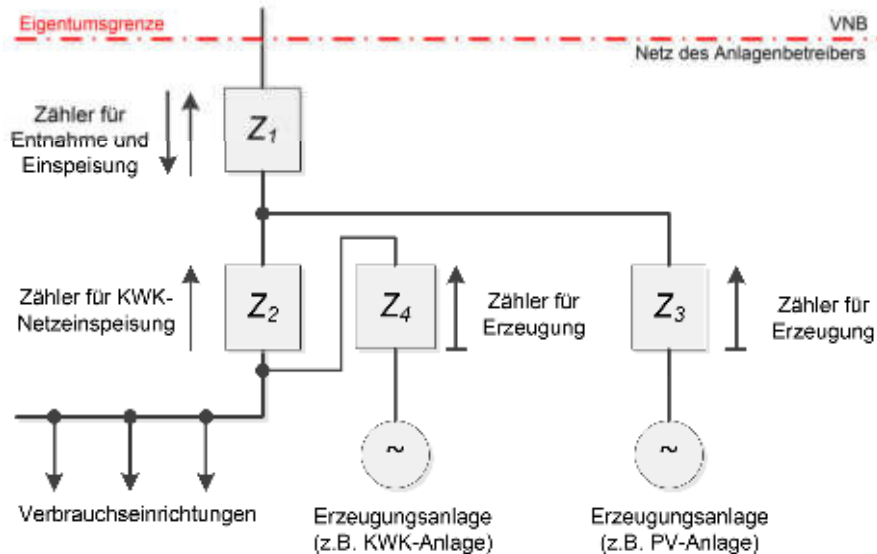 Eigentumsgrenze
VNB
Netz des Anlagenbetreibers
Zähler für
Entnahme und
Einspeisung
Z1
Zähler für KWK-
Netzeinspeisung
Z2
Z4
Zähler für
Erzeugung
Z3
Zähler für
Erzeugung
~
~
Verbrauchseinrichtungen
Erzeugungsanlage
(z.B. KWK-Anlage)
Erzeugungsanlage
(z.B. PV-Anlage)